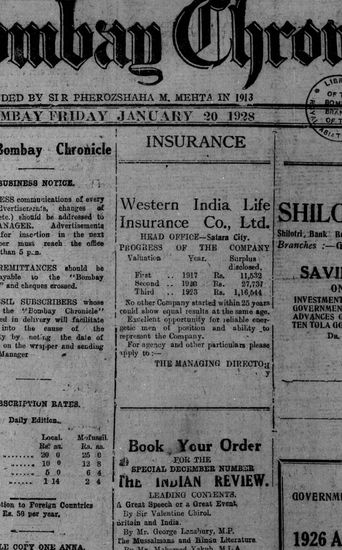 ombay Chron
DED BY SIR PHEROZSHAHA M. MEHTA IN 1913
MBAY FRIDAY JANUARY 20 1928
Bombay Chronicle
BUSINESS NOTICE.
ESS communications of every
changes of
etc.) should be addressed to
ANAGER. Advertisements
for insertion in the next
per must reach the office
than 5 p.m.
REMITTANCES should be
ayable to the "Bombay
" and cheques crossed.
SIL SUBSCRIBERS whose
the "Bombay Chronicle"
ed in delivery will facilitate
into the cause of the
y by noting the date of
on the wrapper and sending
Manager
SCRIPTION RATES.
Daily Edition.
Local. Mofussil.
Rs. as. Rs. as.
20 0 25 0
10 0 12 8
5 0 6 4
1 14 2 4
tion to Foreign Countries
Rs. 50 per year.
LE COPY ONE ANNA.
INSURANCE
Western India Life
Insurance Co., Ltd.
HEAD OFFICE—Satara City.
PROGRESS OF THE COMPANY
Valuation Year. Surplus
disclosed.
First .. 1917 Rs. 11,532
Second .. 1920 Rs. 27,737
Third .. 1923 Rs. 1,16,044
No other Company started within 25 years
could show equal results at the same age.
Excellent opportunity for reliable ener-
getic men of position and ability to
represent the Company.
For agency and other particulars please
apply to :—
THE MANAGING DIRECTOR
y
Book Your Order
FOR THE
SPECIAL DECEMBER NUMBER
THE INDIAN REVIEW.
LEADING CONTENTS.
A Great Speech or a Great Event
By Sir Valentine Chirol.
Britain and India.
By Mr. George Lansbury, M.P.
The Mussalmans and Hindu Literature
SHILO
Shilotri, Bank B
Branches :—G
SAVI
ON
INVESTMENT
GOVERNMEN
ADVANCES O
TEN TOLA GO
GOVERNME
1926 A